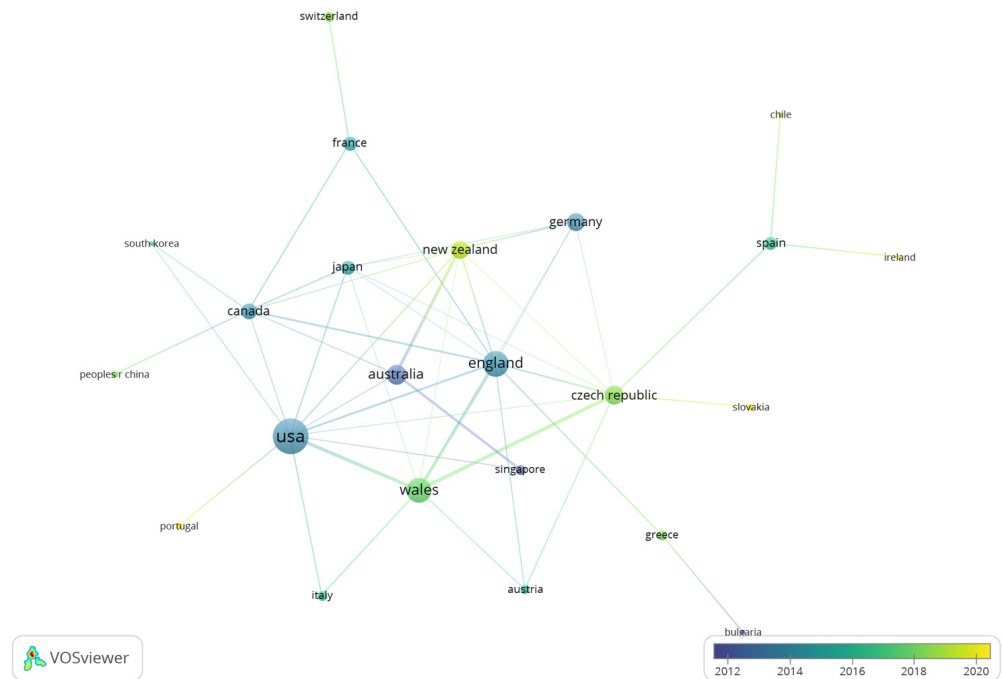 switzerland
chile
france
germany
spain
south korea
new zealand
ireland
japan
canada
england
peoples r china
australia
czech republic
slovakia
usa
singapore
wales
portugal
greece
austria
italy
bulgaria
VOSviewer
2012 2014 2016 2018 2020